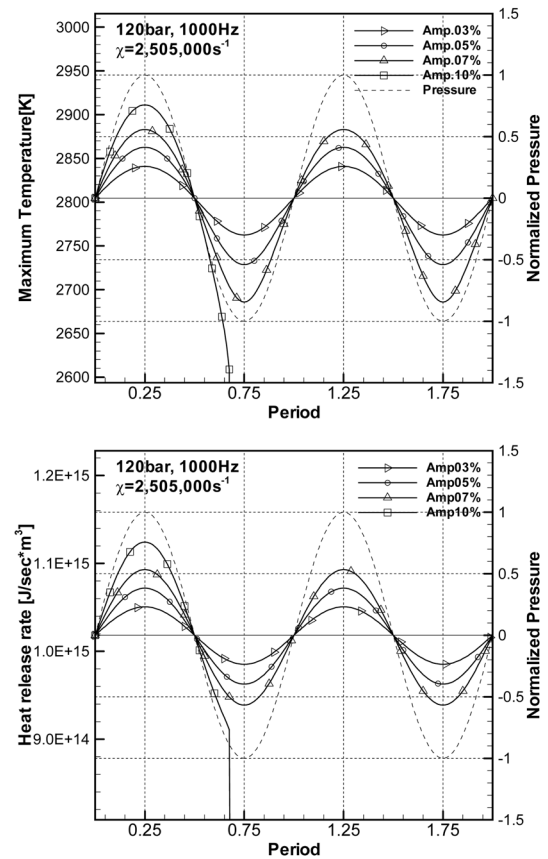 120bar, 1000Hz
χ=2,505,000s⁻¹
Amp.03%
Amp.05%
Amp.07%
Amp.10%
Pressure
Maximum Temperature[K]
3000
2950
2900
2850
2800
2750
2700
2650
2600
1.5
1
0.5
0
-0.5
-1
-1.5
Normalized Pressure
0.25 0.75 1.25 1.75
Period
120bar, 1000Hz
χ=2,505,000s⁻¹
Amp03%
Amp05%
Amp07%
Amp10%
Heat release rate [J/sec*m³]
1.2E+15
1.1E+15
1.0E+15
9.0E+14
1.5
1
0.5
0
-0.5
-1
-1.5
Normalized Pressure
0.25 0.75 1.25 1.75
Period